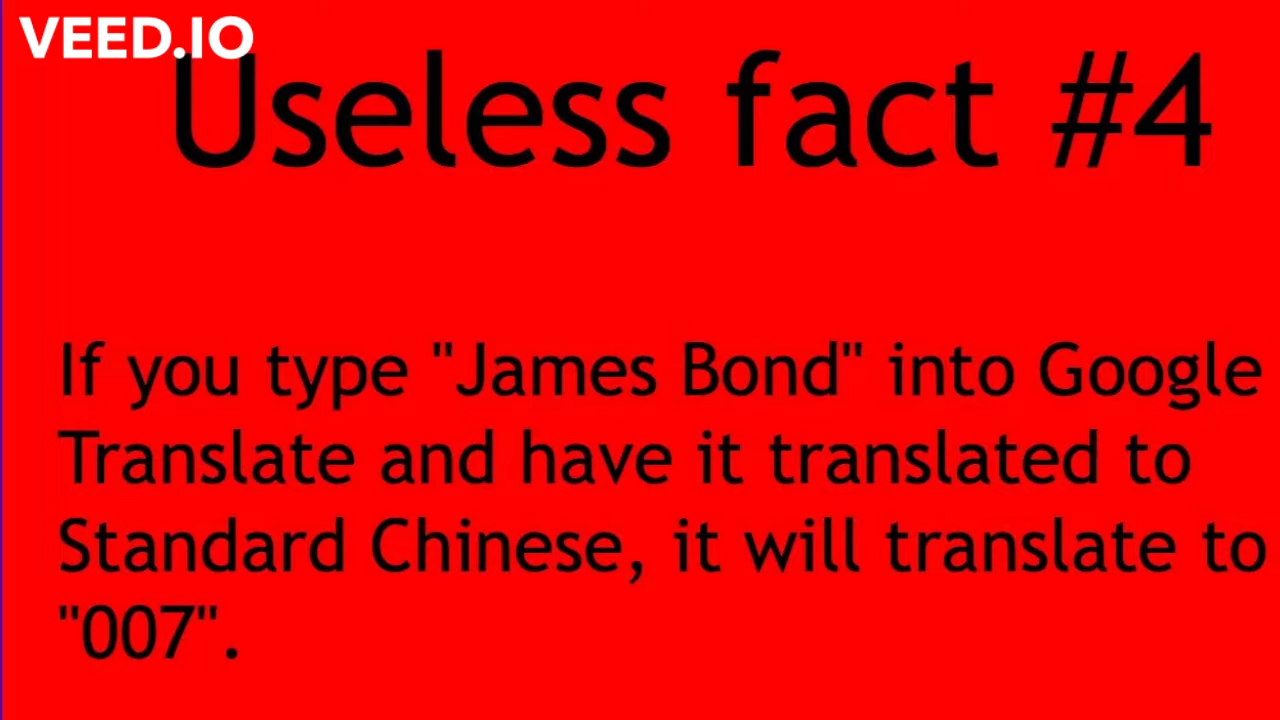 VEED.IO
Useless fact #4
If you type "James Bond" into Google
Translate and have it translated to
Standard Chinese, it will translate to
"007".